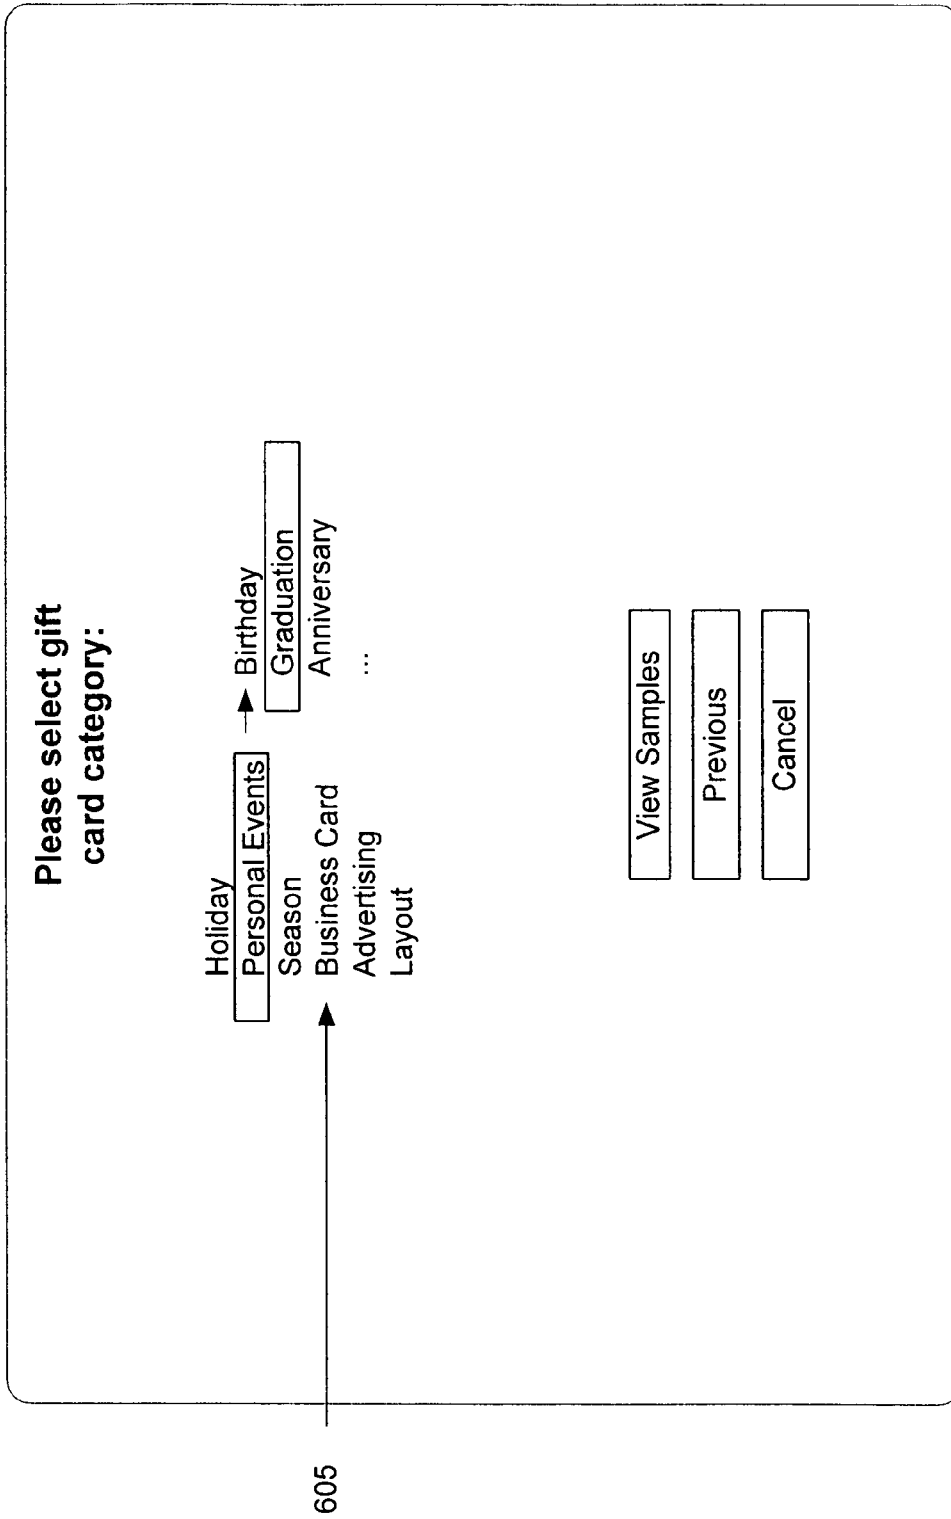 Please select gift
card category:
Holiday
Personal Events
Season
Business Card
Advertising
Layout
Birthday
Graduation
Anniversary
...
View Samples
Previous
Cancel
605